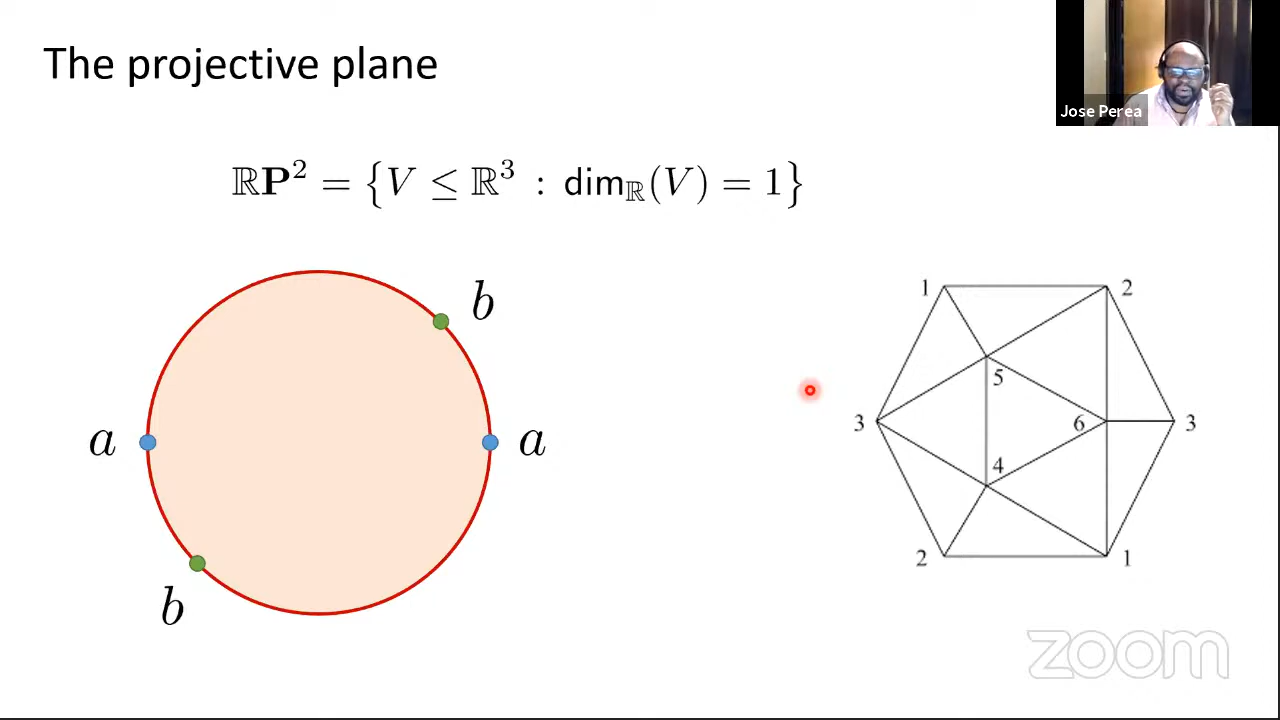 The projective plane
Jose Perea
ℝ𝐏² = {V ≤ ℝ³ : dim_ℝ(V) = 1}
b
a a
b
1 2
5
3 6 3
4
2 1
zoom